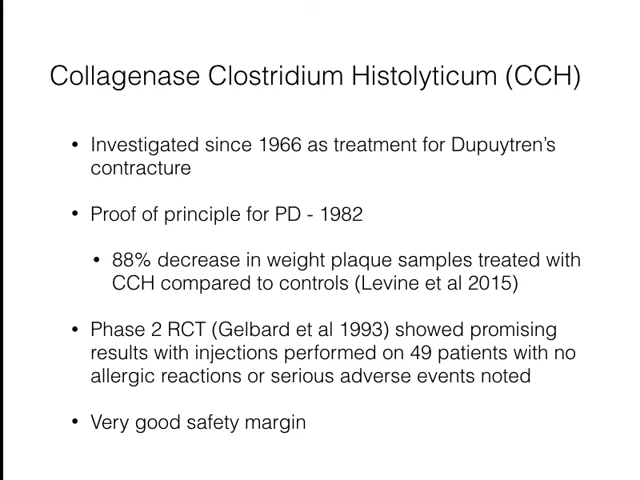 Collagenase Clostridium Histolyticum (CCH)
• Investigated since 1966 as treatment for Dupuytren’s
contracture
• Proof of principle for PD - 1982
• 88% decrease in weight plaque samples treated with
CCH compared to controls (Levine et al 2015)
• Phase 2 RCT (Gelbard et al 1993) showed promising
results with injections performed on 49 patients with no
allergic reactions or serious adverse events noted
• Very good safety margin